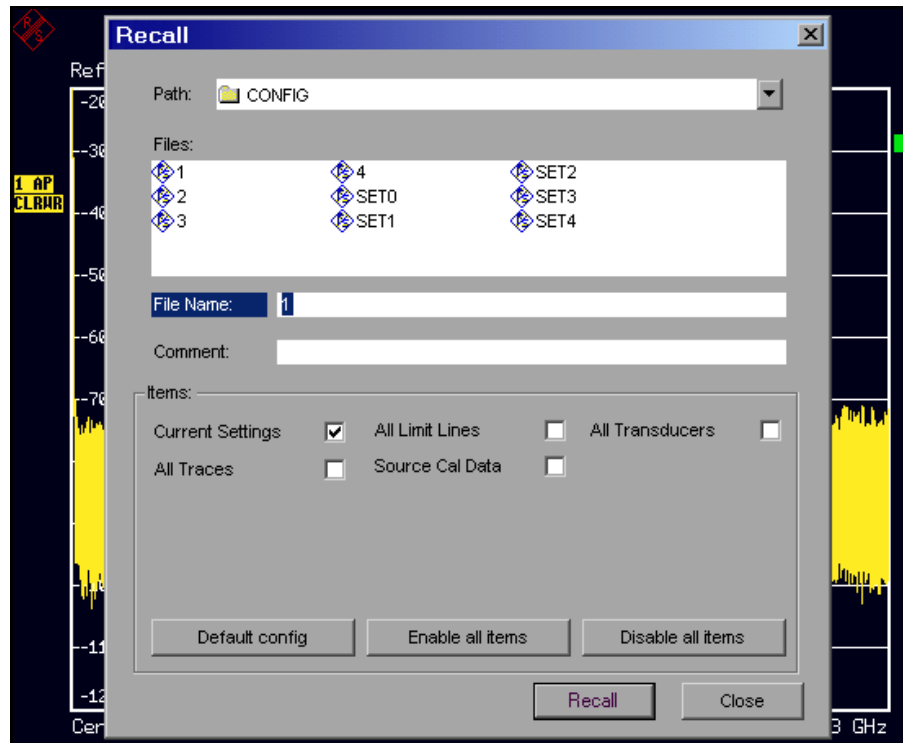 R/S
Recall
Ref
Path: CONFIG
-20
Files:
--30
1 4 SET2
2 SET0 SET3
3 SET1 SET4
1 AP
CLRWR
--40
--50
File Name: 1
--60
Comment:
Items:
--70
Current Settings All Limit Lines All Transducers
All Traces Source Cal Data
Default config Enable all items Disable all items
--11
-12
Recall Close
Cer
3 GHz